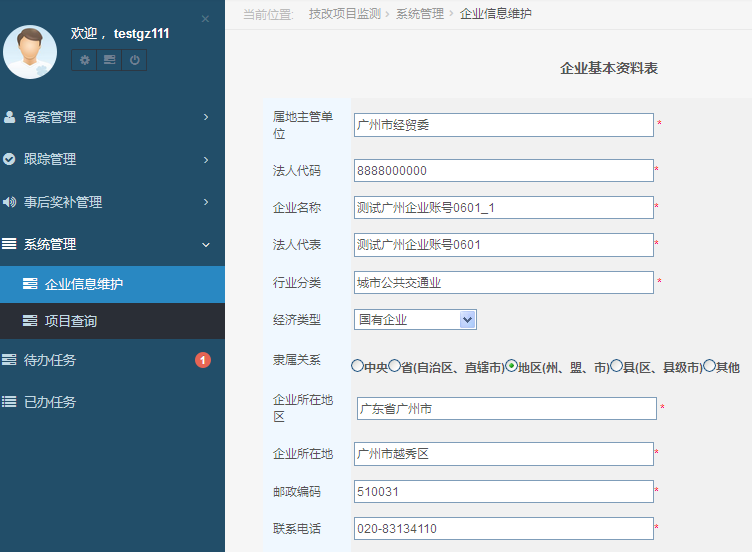 ×
欢迎， testgz111
备案管理
跟踪管理
事后奖补管理
系统管理
企业信息维护
项目查询
待办任务 1
已办任务
当前位置: 技改项目监测 › 系统管理 › 企业信息维护
企业基本资料表
属地主管单
位
广州市经贸委 *
法人代码 8888000000 *
企业名称 测试广州企业账号0601_1 *
法人代表 测试广州企业账号0601 *
行业分类 城市公共交通业 *
经济类型 国有企业
隶属关系 中央 省(自治区、直辖市) 地区(州、盟、市) 县(区、县级市) 其他
企业所在地
区
广东省广州市 *
企业所在地 广州市越秀区 *
邮政编码 510031 *
联系电话 020-83134110 *